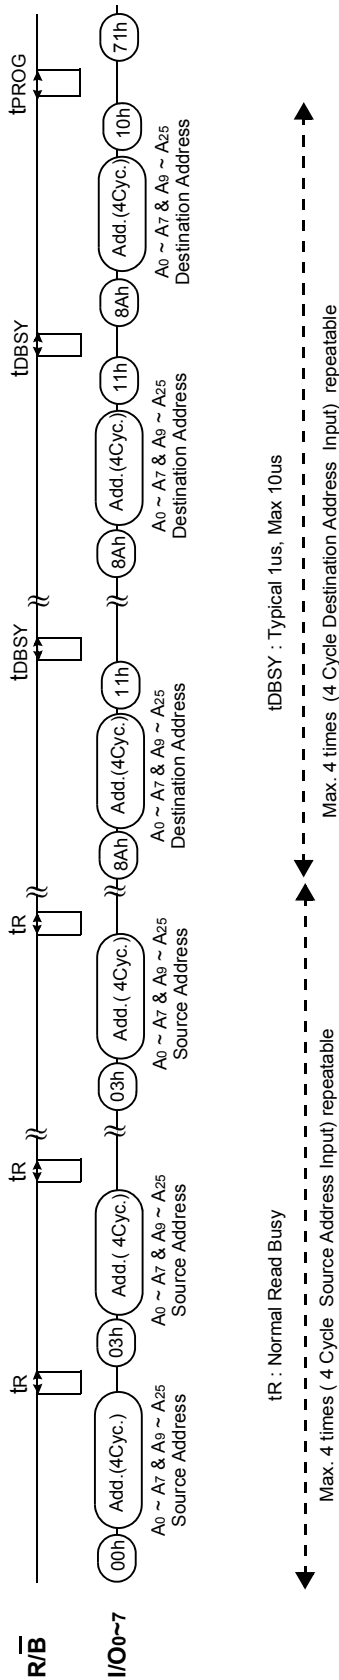 R/B tR tR tR tDBSY tDBSY tPROG
I/O0~7 00h Add.(4Cyc.) 03h Add.( 4Cyc.) 03h Add.( 4Cyc.) 8Ah Add.(4Cyc.) 11h 8Ah Add.(4Cyc.) 11h 8Ah Add.(4Cyc.) 10h 71h
A0 ~ A7 & A9 ~ A25 A0 ~ A7 & A9 ~ A25 A0 ~ A7 & A9 ~ A25 A0 ~ A7 & A9 ~ A25 A0 ~ A7 & A9 ~ A25 A0 ~ A7 & A9 ~ A25
Source Address Source Address Source Address Destination Address Destination Address Destination Address
tR : Normal Read Busy tDBSY : Typical 1us, Max 10us
Max. 4 times ( 4 Cycle Source Address Input) repeatable Max. 4 times (4 Cycle Destination Address Input) repeatable